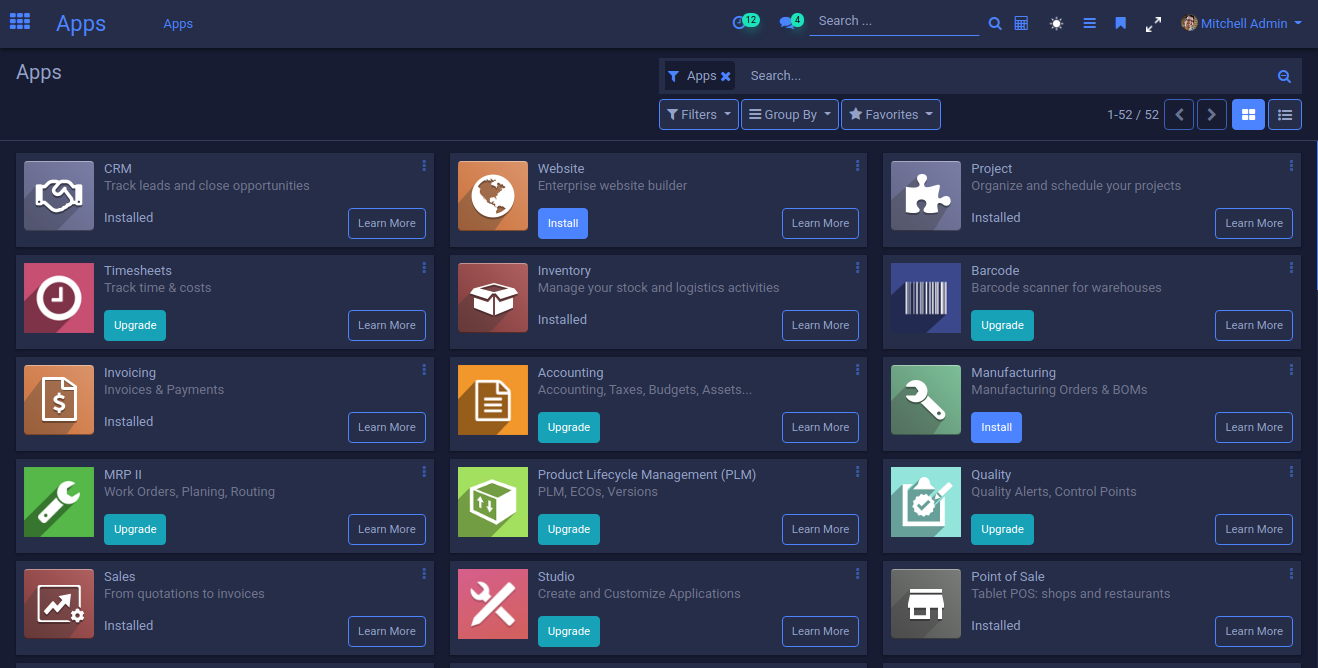 Apps
Apps
12
4
Search ...
Mitchell Admin
Apps
Apps
Search...
Filters
Group By
Favorites
1-52 / 52
CRM
Track leads and close opportunities
Installed
Learn More
Website
Enterprise website builder
Install
Learn More
Project
Organize and schedule your projects
Installed
Learn More
Timesheets
Track time & costs
Upgrade
Learn More
Inventory
Manage your stock and logistics activities
Installed
Learn More
Barcode
Barcode scanner for warehouses
Upgrade
Learn More
Invoicing
Invoices & Payments
Installed
Learn More
Accounting
Accounting, Taxes, Budgets, Assets...
Upgrade
Learn More
Manufacturing
Manufacturing Orders & BOMs
Install
Learn More
MRP II
Work Orders, Planing, Routing
Upgrade
Learn More
Product Lifecycle Management (PLM)
PLM, ECOs, Versions
Upgrade
Learn More
Quality
Quality Alerts, Control Points
Upgrade
Learn More
Sales
From quotations to invoices
Installed
Learn More
Studio
Create and Customize Applications
Upgrade
Learn More
Point of Sale
Tablet POS: shops and restaurants
Installed
Learn More